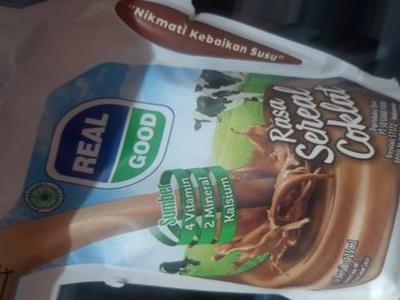 "Nikmati Kebaikan Susu"
REAL
GOOD
Rasa
Sereal
Coklat
Sumber
4 Vitamin
2 Mineral
Kalsium